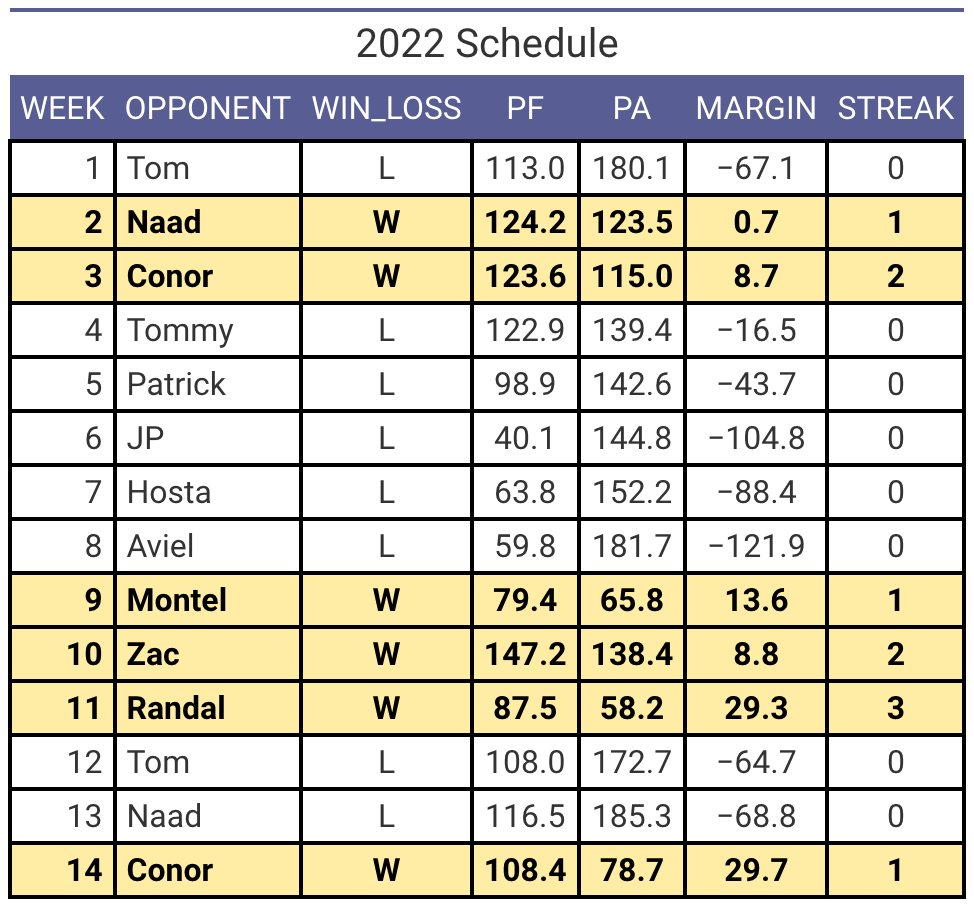 2022 Schedule
WEEK OPPONENT WIN_LOSS PF PA MARGIN STREAK
1 Tom L 113.0 180.1 −67.1 0
2 Naad W 124.2 123.5 0.7 1
3 Conor W 123.6 115.0 8.7 2
4 Tommy L 122.9 139.4 −16.5 0
5 Patrick L 98.9 142.6 −43.7 0
6 JP L 40.1 144.8 −104.8 0
7 Hosta L 63.8 152.2 −88.4 0
8 Aviel L 59.8 181.7 −121.9 0
9 Montel W 79.4 65.8 13.6 1
10 Zac W 147.2 138.4 8.8 2
11 Randal W 87.5 58.2 29.3 3
12 Tom L 108.0 172.7 −64.7 0
13 Naad L 116.5 185.3 −68.8 0
14 Conor W 108.4 78.7 29.7 1